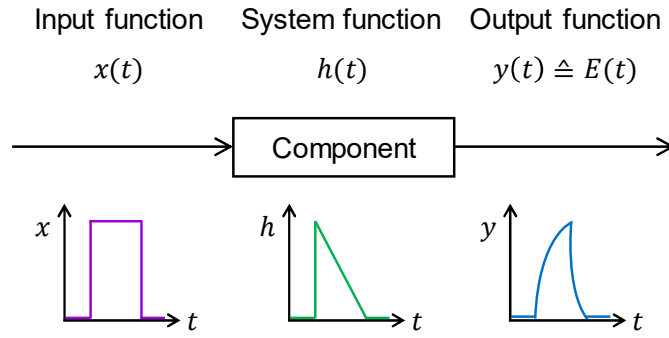 Input function System function Output function
x(t) h(t) y(t) ≜ E(t)
Component
x t h t y t